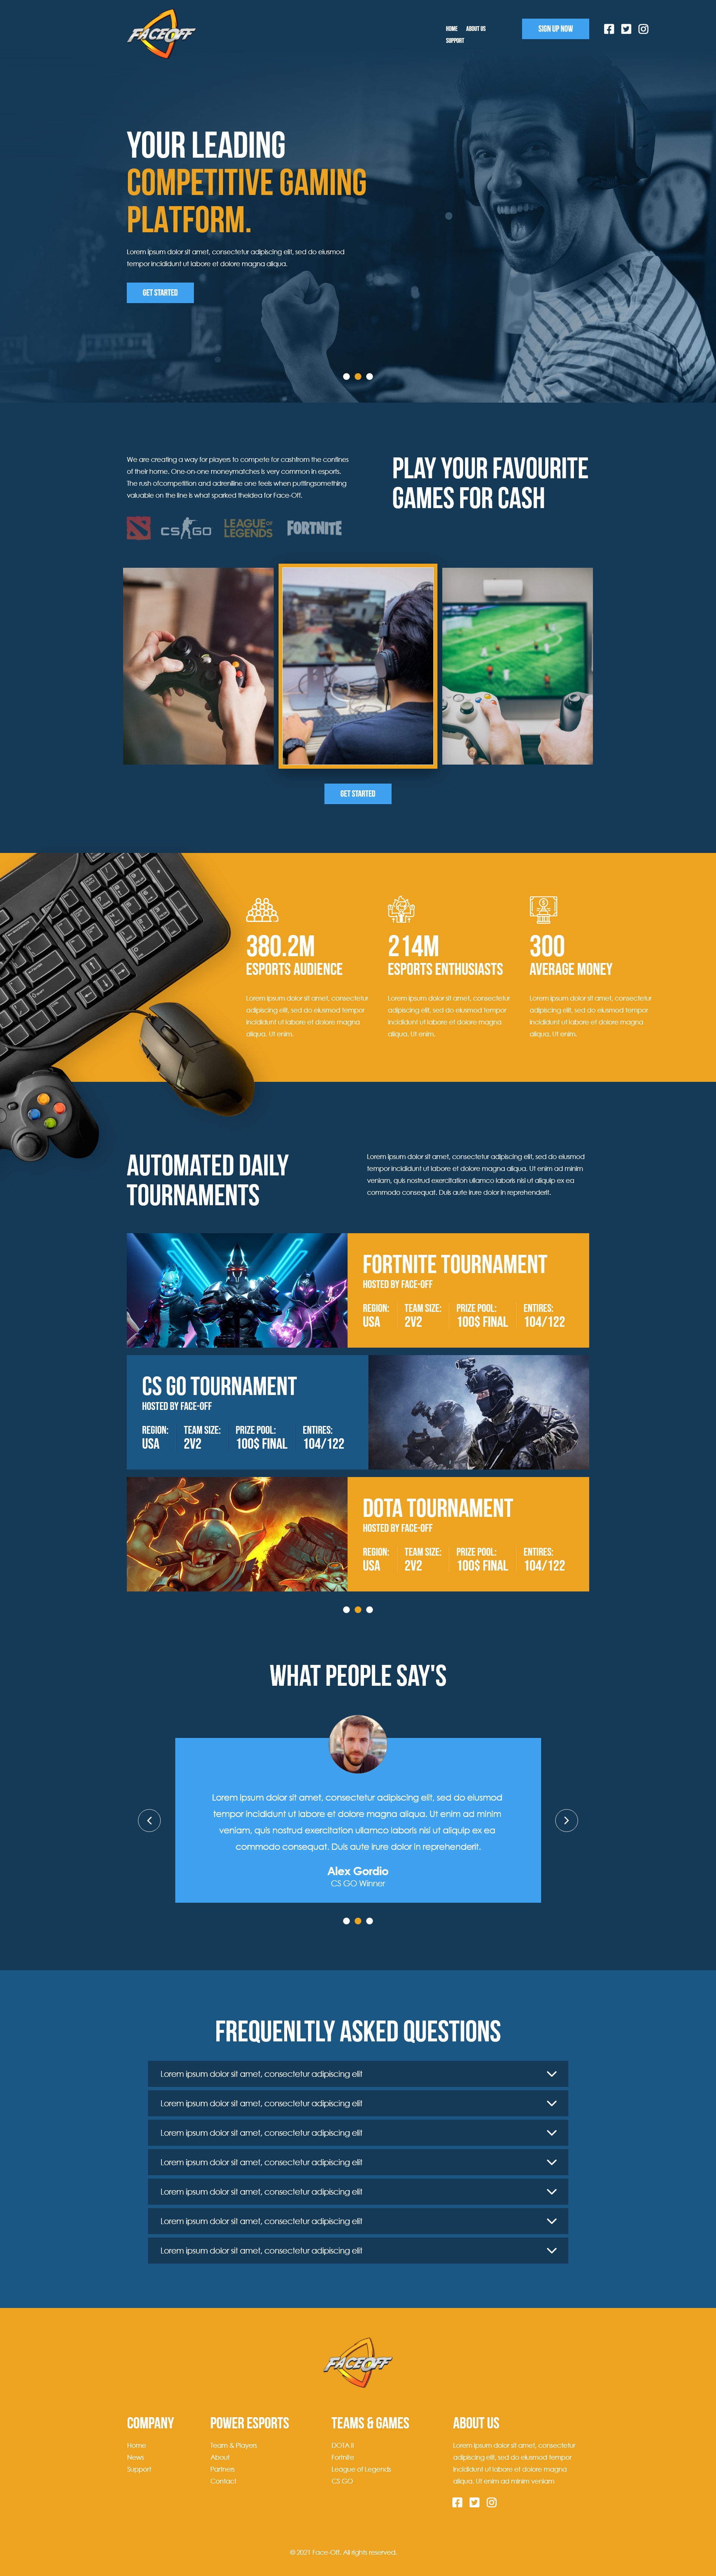 FACEOFF
HOME ABOUT US
SUPPORT
SIGN UP NOW
YOUR LEADING
COMPETITIVE GAMING
PLATFORM.
Lorem ipsum dolor sit amet, consectetur adipiscing elit, sed do eiusmod
tempor incididunt ut labore et dolore magna aliqua.
GET STARTED
We are creating a way for players to compete for cashfrom the confines
of their home. One-on-one moneymatches is very common in esports.
The rush ofcompetition and adrenline one feels when puttingsomething
valuable on the line is what sparked theidea for Face-Off.
PLAY YOUR FAVOURITE
GAMES FOR CASH
CS GO
LEAGUE OF
LEGENDS
FORTNITE
GET STARTED
380.2M
ESPORTS AUDIENCE
Lorem ipsum dolor sit amet, consectetur
adipiscing elit, sed do eiusmod tempor
incididunt ut labore et dolore magna
aliqua. Ut enim.
214M
ESPORTS ENTHUSIASTS
Lorem ipsum dolor sit amet, consectetur
adipiscing elit, sed do eiusmod tempor
incididunt ut labore et dolore magna
aliqua. Ut enim.
300
AVERAGE MONEY
Lorem ipsum dolor sit amet, consectetur
adipiscing elit, sed do eiusmod tempor
incididunt ut labore et dolore magna
aliqua. Ut enim.
AUTOMATED DAILY
TOURNAMENTS
Lorem ipsum dolor sit amet, consectetur adipiscing elit, sed do eiusmod
tempor incididunt ut labore et dolore magna aliqua. Ut enim ad minim
veniam, quis nostrud exercitation ullamco laboris nisi ut aliquip ex ea
commodo consequat. Duis aute irure dolor in reprehenderit.
FORTNITE TOURNAMENT
HOSTED BY FACE-OFF
REGION: TEAM SIZE: PRIZE POOL: ENTIRES:
USA 2V2 100$ FINAL 104/122
CS GO TOURNAMENT
HOSTED BY FACE-OFF
REGION: TEAM SIZE: PRIZE POOL: ENTIRES:
USA 2V2 100$ FINAL 104/122
DOTA TOURNAMENT
HOSTED BY FACE-OFF
REGION: TEAM SIZE: PRIZE POOL: ENTIRES:
USA 2V2 100$ FINAL 104/122
WHAT PEOPLE SAY'S
Lorem ipsum dolor sit amet, consectetur adipiscing elit, sed do eiusmod
tempor incididunt ut labore et dolore magna aliqua. Ut enim ad minim
veniam, quis nostrud exercitation ullamco laboris nisi ut aliquip ex ea
commodo consequat. Duis aute irure dolor in reprehenderit.
Alex Gordio
CS GO Winner
FREQUENLTLY ASKED QUESTIONS
Lorem ipsum dolor sit amet, consectetur adipiscing elit
Lorem ipsum dolor sit amet, consectetur adipiscing elit
Lorem ipsum dolor sit amet, consectetur adipiscing elit
Lorem ipsum dolor sit amet, consectetur adipiscing elit
Lorem ipsum dolor sit amet, consectetur adipiscing elit
Lorem ipsum dolor sit amet, consectetur adipiscing elit
Lorem ipsum dolor sit amet, consectetur adipiscing elit
FACEOFF
COMPANY
Home
News
Support
POWER ESPORTS
Team & Players
About
Partners
Contact
TEAMS & GAMES
DOTA II
Fortnite
League of Legends
CS GO
ABOUT US
Lorem ipsum dolor sit amet, consectetur
adipiscing elit, sed do eiusmod tempor
incididunt ut labore et dolore magna
aliqua. Ut enim ad minim veniam
© 2021 Face-Off. All rights reserved.